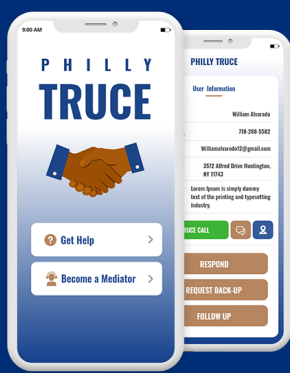 9:00 AM
PHILLY
TRUCE
Get Help
Become a Mediator
PHILLY TRUCE
User Information
William Alvarado
718-288-5502
Willamalvarado12@gmail.com
3572 Alfred Drive Huntington,
NY 11743
Lorem Ipsum is simply dummy
text of the printing and typesetting
industry.
RUCE CALL
RESPOND
REQUEST BACK-UP
FOLLOW UP